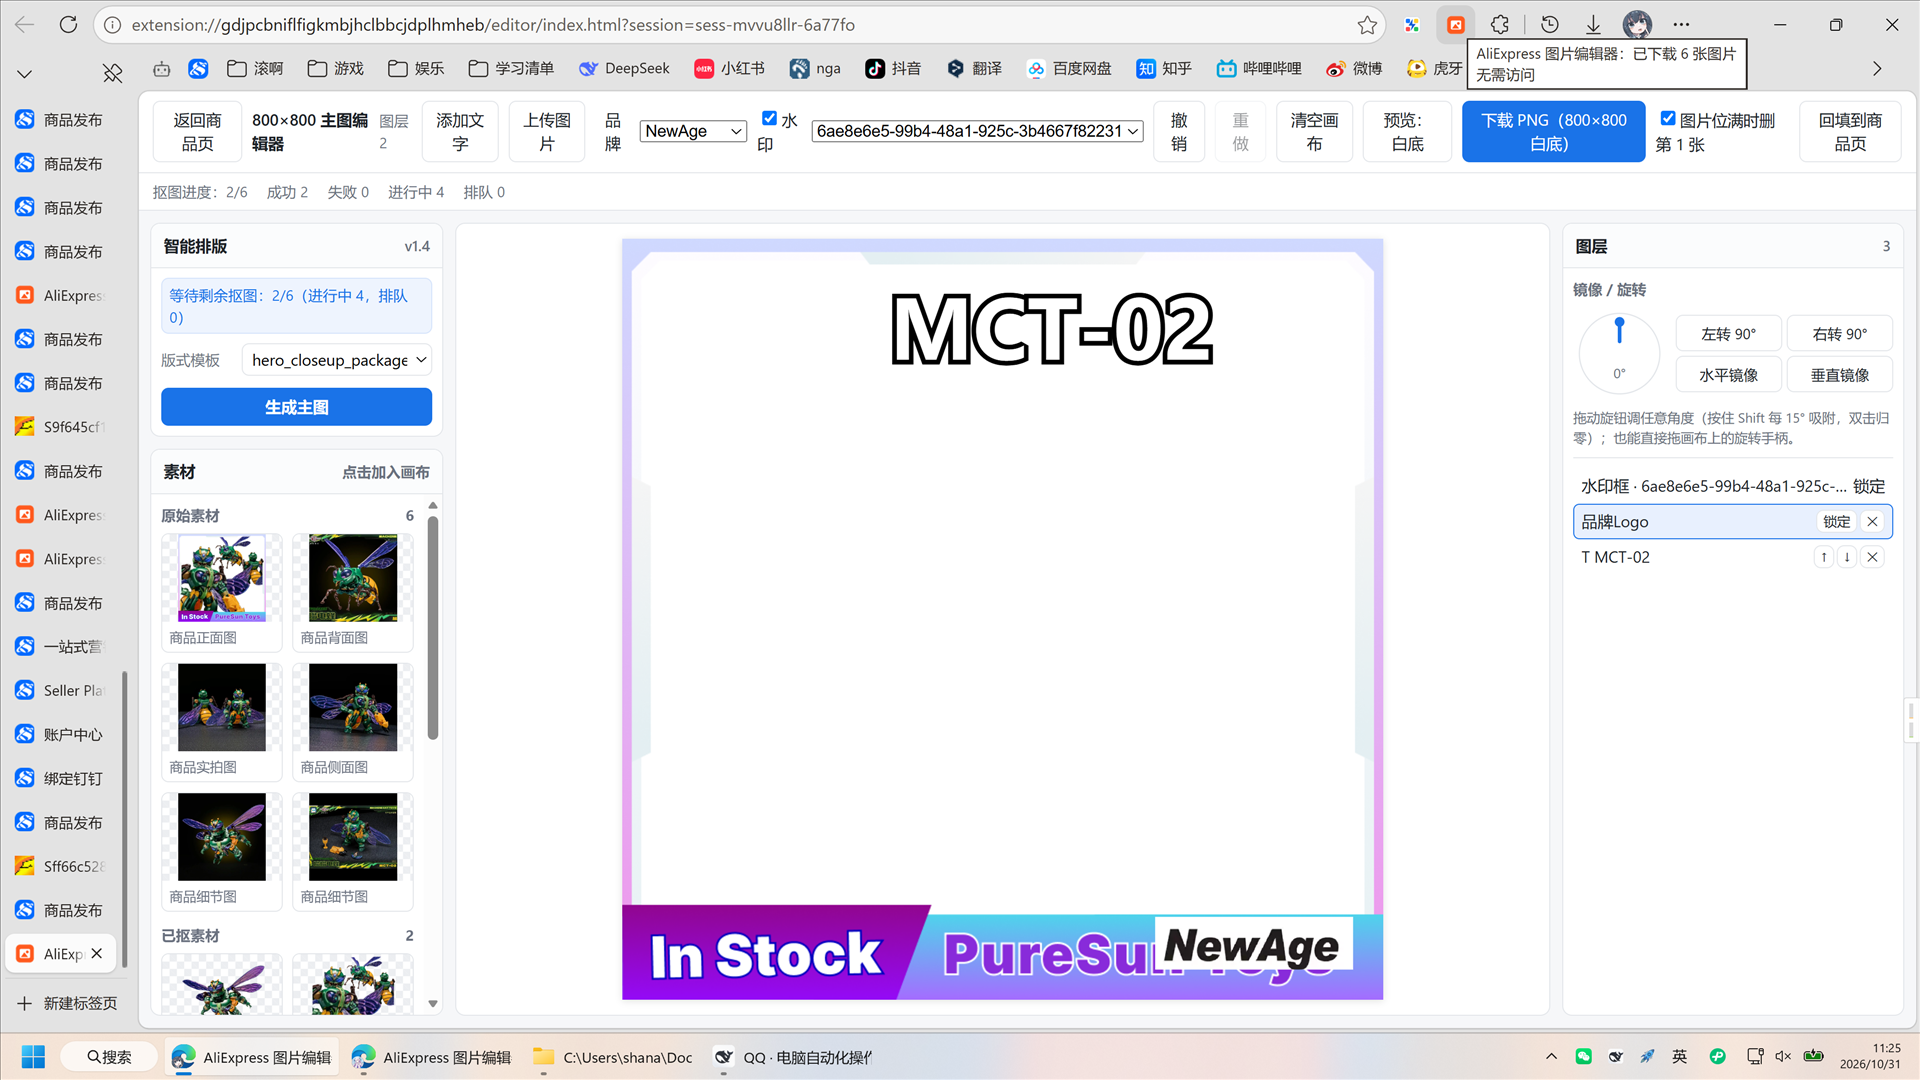 extension://gdjpcbniflfigkmbjhclbbcjdplhmheb/editor/index.html?session=sess-mvvu8llr-6a77fo
AliExpress 图片编辑器：已下载 6 张图片
无需访问
滚啊
游戏
娱乐
学习清单
DeepSeek
小红书
nga
抖音
翻译
百度网盘
知乎
哔哩哔哩
微博
虎牙
商品发布
商品发布
商品发布
商品发布
AliExpres
商品发布
商品发布
S9f645cf1
商品发布
AliExpres
AliExpres
商品发布
一站式营
Seller Pla
账户中心
绑定钉钉
商品发布
Sff66c528
商品发布
AliExp
新建标签页
返回商品页
800×800 主图编辑器
图层 2
添加文字
上传图片
品牌
NewAge
水印
6ae8e6e5-99b4-48a1-925c-3b4667f82231
撤销
重做
清空画布
预览：白底
下载 PNG（800×800 白底）
图片位满时删第 1 张
回填到商品页
抠图进度：2/6 成功 2 失败 0 进行中 4 排队 0
智能排版 v1.4
等待剩余抠图：2/6（进行中 4，排队
0）
版式模板 hero_closeup_package
生成主图
素材 点击加入画布
原始素材 6
In Stock PureSun Toys
商品正面图
商品背面图
商品实拍图
商品侧面图
商品细节图
商品细节图
已抠素材 2
MCT-02
In Stock
PureSun Toys
NewAge
图层 3
镜像 / 旋转
0°
左转 90°
右转 90°
水平镜像
垂直镜像
拖动旋钮调任意角度（按住 Shift 每 15° 吸附，双击归
零）；也能直接拖画布上的旋转手柄。
水印框 · 6ae8e6e5-99b4-48a1-925c-... 锁定
品牌Logo 锁定
T MCT-02 ↑ ↓
搜索
AliExpress 图片编辑
AliExpress 图片编辑
C:\Users\shana\Doc
QQ · 电脑自动化操作
英
11:25
2026/10/31